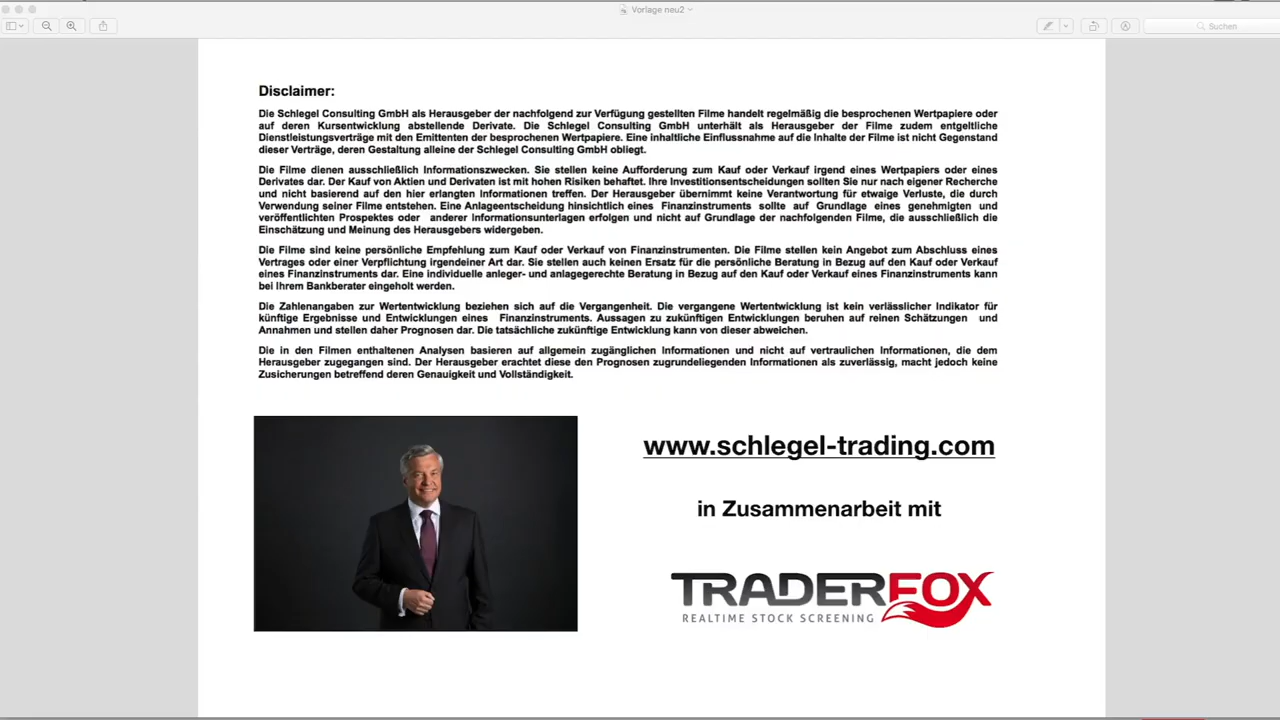 Vorlage neu2
Suchen
Disclaimer:
Die Schlegel Consulting GmbH als Herausgeber der nachfolgend zur Verfügung gestellten Filme handelt regelmäßig die besprochenen Wertpapiere oder
auf deren Kursentwicklung abstellende Derivate. Die Schlegel Consulting GmbH unterhält als Herausgeber der Filme zudem entgeltliche
Dienstleistungsverträge mit den Emittenten der besprochenen Wertpapiere. Eine inhaltliche Einflussnahme auf die Inhalte der Filme ist nicht Gegenstand
dieser Verträge, deren Gestaltung alleine der Schlegel Consulting GmbH obliegt.
Die Filme dienen ausschließlich Informationszwecken. Sie stellen keine Aufforderung zum Kauf oder Verkauf irgend eines Wertpapiers oder eines
Derivates dar. Der Kauf von Aktien und Derivaten ist mit hohen Risiken behaftet. Ihre Investitionsentscheidungen sollten Sie nur nach eigener Recherche
und nicht basierend auf den hier erlangten Informationen treffen. Der Herausgeber übernimmt keine Verantwortung für etwaige Verluste, die durch
Verwendung seiner Filme entstehen. Eine Anlageentscheidung hinsichtlich eines Finanzinstruments sollte auf Grundlage eines genehmigten und
veröffentlichten Prospektes oder anderer Informationsunterlagen erfolgen und nicht auf Grundlage der nachfolgenden Filme, die ausschließlich die
Einschätzung und Meinung des Herausgebers widergeben.
Die Filme sind keine persönliche Empfehlung zum Kauf oder Verkauf von Finanzinstrumenten. Die Filme stellen kein Angebot zum Abschluss eines
Vertrages oder einer Verpflichtung irgendeiner Art dar. Sie stellen auch keinen Ersatz für die persönliche Beratung in Bezug auf den Kauf oder Verkauf
eines Finanzinstruments dar. Eine individuelle anleger- und anlagegerechte Beratung in Bezug auf den Kauf oder Verkauf eines Finanzinstruments kann
bei Ihrem Bankberater eingeholt werden.
Die Zahlenangaben zur Wertentwicklung beziehen sich auf die Vergangenheit. Die vergangene Wertentwicklung ist kein verlässlicher Indikator für
künftige Ergebnisse und Entwicklungen eines Finanzinstruments. Aussagen zu zukünftigen Entwicklungen beruhen auf reinen Schätzungen und
Annahmen und stellen daher Prognosen dar. Die tatsächliche zukünftige Entwicklung kann von dieser abweichen.
Die in den Filmen enthaltenen Analysen basieren auf allgemein zugänglichen Informationen und nicht auf vertraulichen Informationen, die dem
Herausgeber zugegangen sind. Der Herausgeber erachtet diese den Prognosen zugrundeliegenden Informationen als zuverlässig, macht jedoch keine
Zusicherungen betreffend deren Genauigkeit und Vollständigkeit.
www.schlegel-trading.com
in Zusammenarbeit mit
TRADERFOX
REALTIME STOCK SCREENING